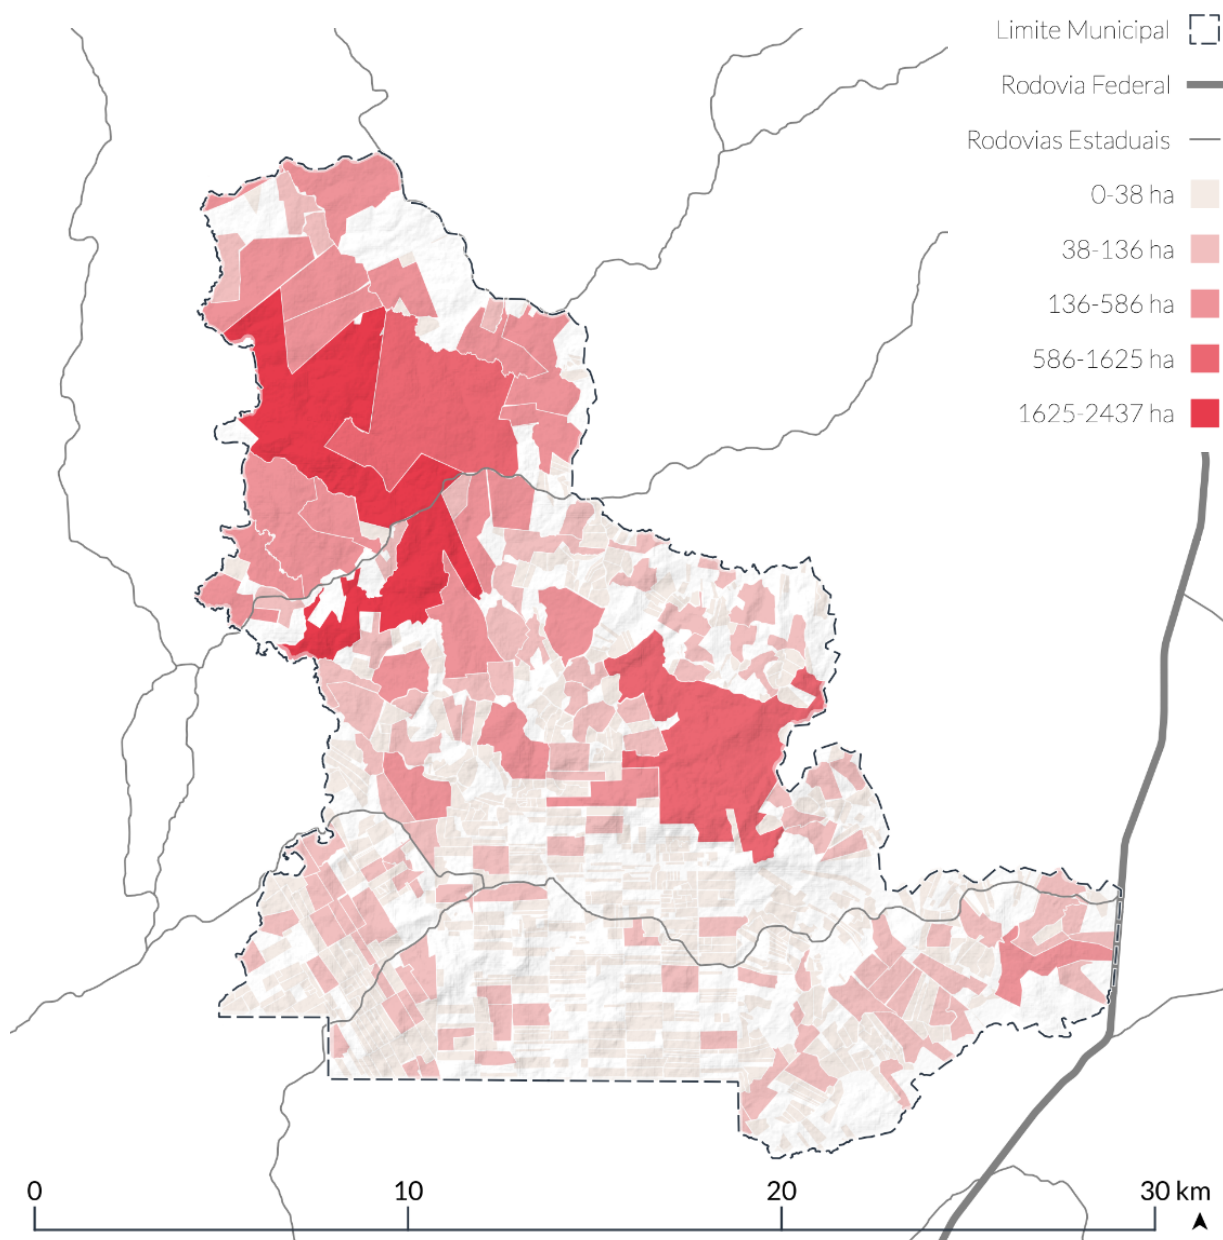 Limite Municipal
Rodovia Federal
Rodovias Estaduais
0-38 ha
38-136 ha
136-586 ha
586-1625 ha
1625-2437 ha
0 10 20 30 km